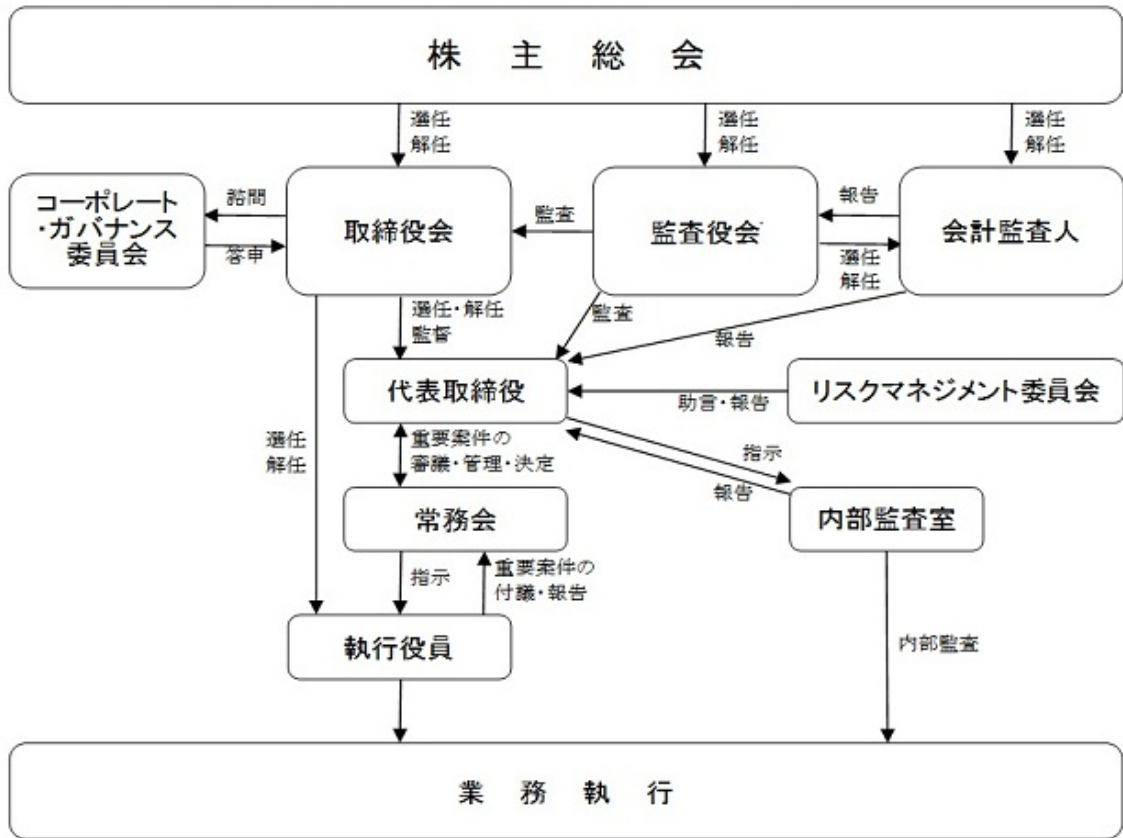 株主総会
選任
解任
選任
解任
選任
解任
コーポレート
・ガバナンス
委員会
諮問
答申
取締役会
監査
監査役会
報告
選任
解任
会計監査人
選任・解任
監督
監査
報告
代表取締役
助言・報告
リスクマネジメント委員会
選任
解任
重要案件の
審議・管理・決定
指示
報告
常務会
内部監査室
指示
重要案件の
付議・報告
執行役員
内部監査
業務執行